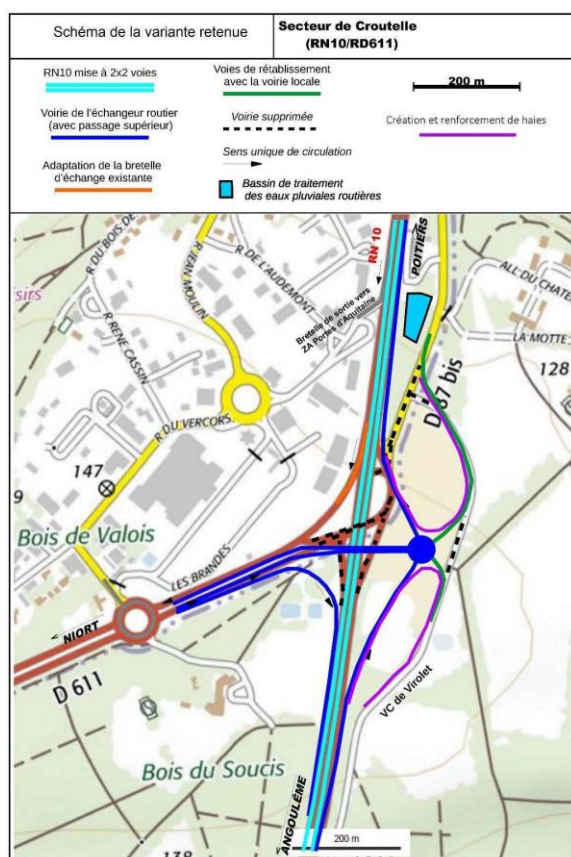 Schéma de la variante retenue
Secteur de Croutelle
(RN10/RD611)
RN10 mise à 2x2 voies
Voirie de l'échangeur routier
(avec passage supérieur)
Adaptation de la bretelle
d'échange existante
Voies de rétablissement
avec la voirie locale
Voirie supprimée
Sens unique de circulation
Bassin de traitement
des eaux pluviales routières
200 m
Création et renforcement de haies
R DU BOIS DE
R JEAN MOULIN
R DE L'AUDEMONT
RN 10
POITIERS
Bretelle de sortie vers
ZA Portes d'Aquitaine
ALL DU CHATE
LA MOTTE
128
isirs
R RENE CASSIN
D 87 bis
R DU VERCORS
147
9
Bois de Valois
LES BRANDES
NIORT
D 611
VC de Virolet
Bois du Soucis
ANGOULÊME
200 m
138